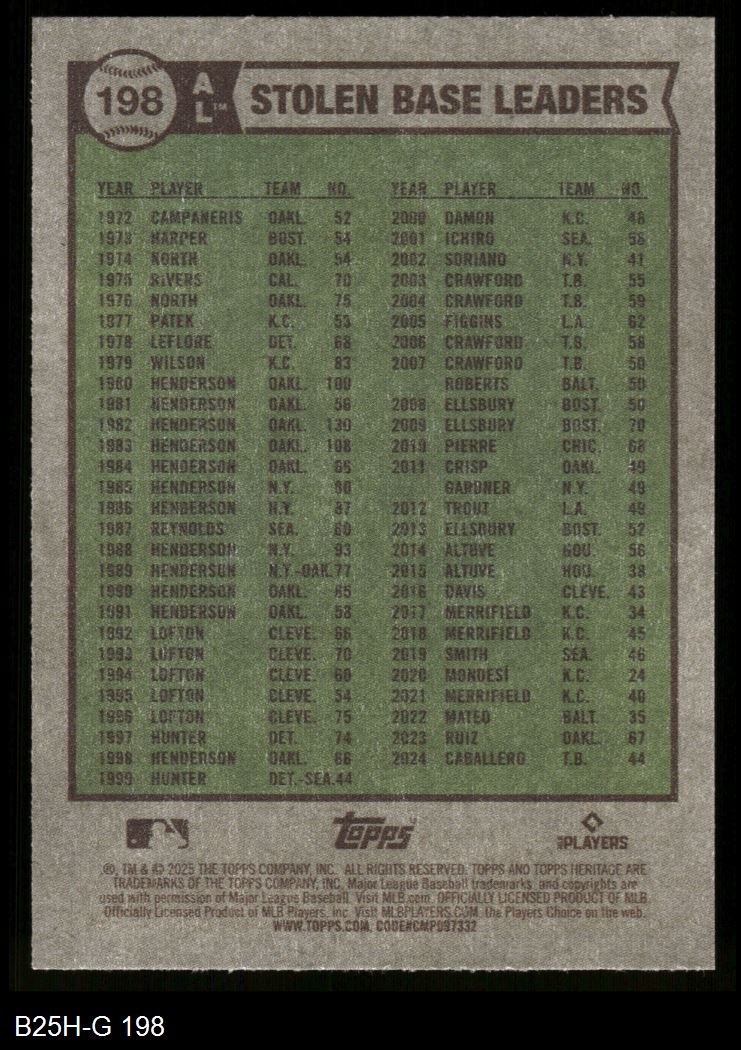 198
AL™
STOLEN BASE LEADERS
YEAR PLAYER TEAM NO.
1972 CAMPANERIS OAKL. 52
1973 HARPER BOST. 54
1974 NORTH OAKL. 54
1975 RIVERS CAL. 70
1976 NORTH OAKL. 75
1977 PATEK K.C. 53
1978 LEFLORE DET. 68
1979 WILSON K.C. 83
1980 HENDERSON OAKL. 100
1981 HENDERSON OAKL. 56
1982 HENDERSON OAKL. 130
1983 HENDERSON OAKL. 108
1984 HENDERSON OAKL. 66
1985 HENDERSON N.Y. 80
1986 HENDERSON N.Y. 87
1987 REYNOLDS SEA. 60
1988 HENDERSON N.Y. 93
1989 HENDERSON N.Y.-OAK. 77
1990 HENDERSON OAKL. 65
1991 HENDERSON OAKL. 58
1992 LOFTON CLEVE. 66
1993 LOFTON CLEVE. 70
1994 LOFTON CLEVE. 60
1995 LOFTON CLEVE. 54
1996 LOFTON CLEVE. 75
1997 HUNTER DET. 74
1998 HENDERSON OAKL. 66
1999 HUNTER DET.-SEA. 44
YEAR PLAYER TEAM NO.
2000 DAMON K.C. 46
2001 ICHIRO SEA. 56
2002 SORIANO N.Y. 41
2003 CRAWFORD T.B. 55
2004 CRAWFORD T.B. 59
2005 FIGGINS L.A. 62
2006 CRAWFORD T.B. 58
2007 CRAWFORD T.B. 50
ROBERTS BALT. 50
2008 ELLSBURY BOST. 50
2009 ELLSBURY BOST. 70
2010 PIERRE CHIC. 68
2011 CRISP OAKL. 49
GARDNER N.Y. 49
2012 TROUT L.A. 49
2013 ELLSBURY BOST. 52
2014 ALTUVE HOU. 56
2015 ALTUVE HOU. 38
2016 DAVIS CLEVE. 43
2017 MERRIFIELD K.C. 34
2018 MERRIFIELD K.C. 45
2019 SMITH SEA. 46
2020 MONDESÍ K.C. 24
2021 MERRIFIELD K.C. 40
2022 MATEO BALT. 35
2023 RUIZ OAKL. 67
2024 CABALLERO T.B. 44
Topps
PLAYERS
®, TM & © 2025 THE TOPPS COMPANY, INC. ALL RIGHTS RESERVED. TOPPS AND TOPPS HERITAGE ARE
TRADEMARKS OF THE TOPPS COMPANY, INC. Major League Baseball trademarks and copyrights are
used with permission of Major League Baseball. Visit MLB.com. OFFICIALLY LICENSED PRODUCT OF MLB
Officially Licensed Product of MLB Players, Inc. Visit MLBPLAYERS.COM, the Players Choice on the web.
WWW.TOPPS.COM. CODE#CMP097332
B25H-G 198